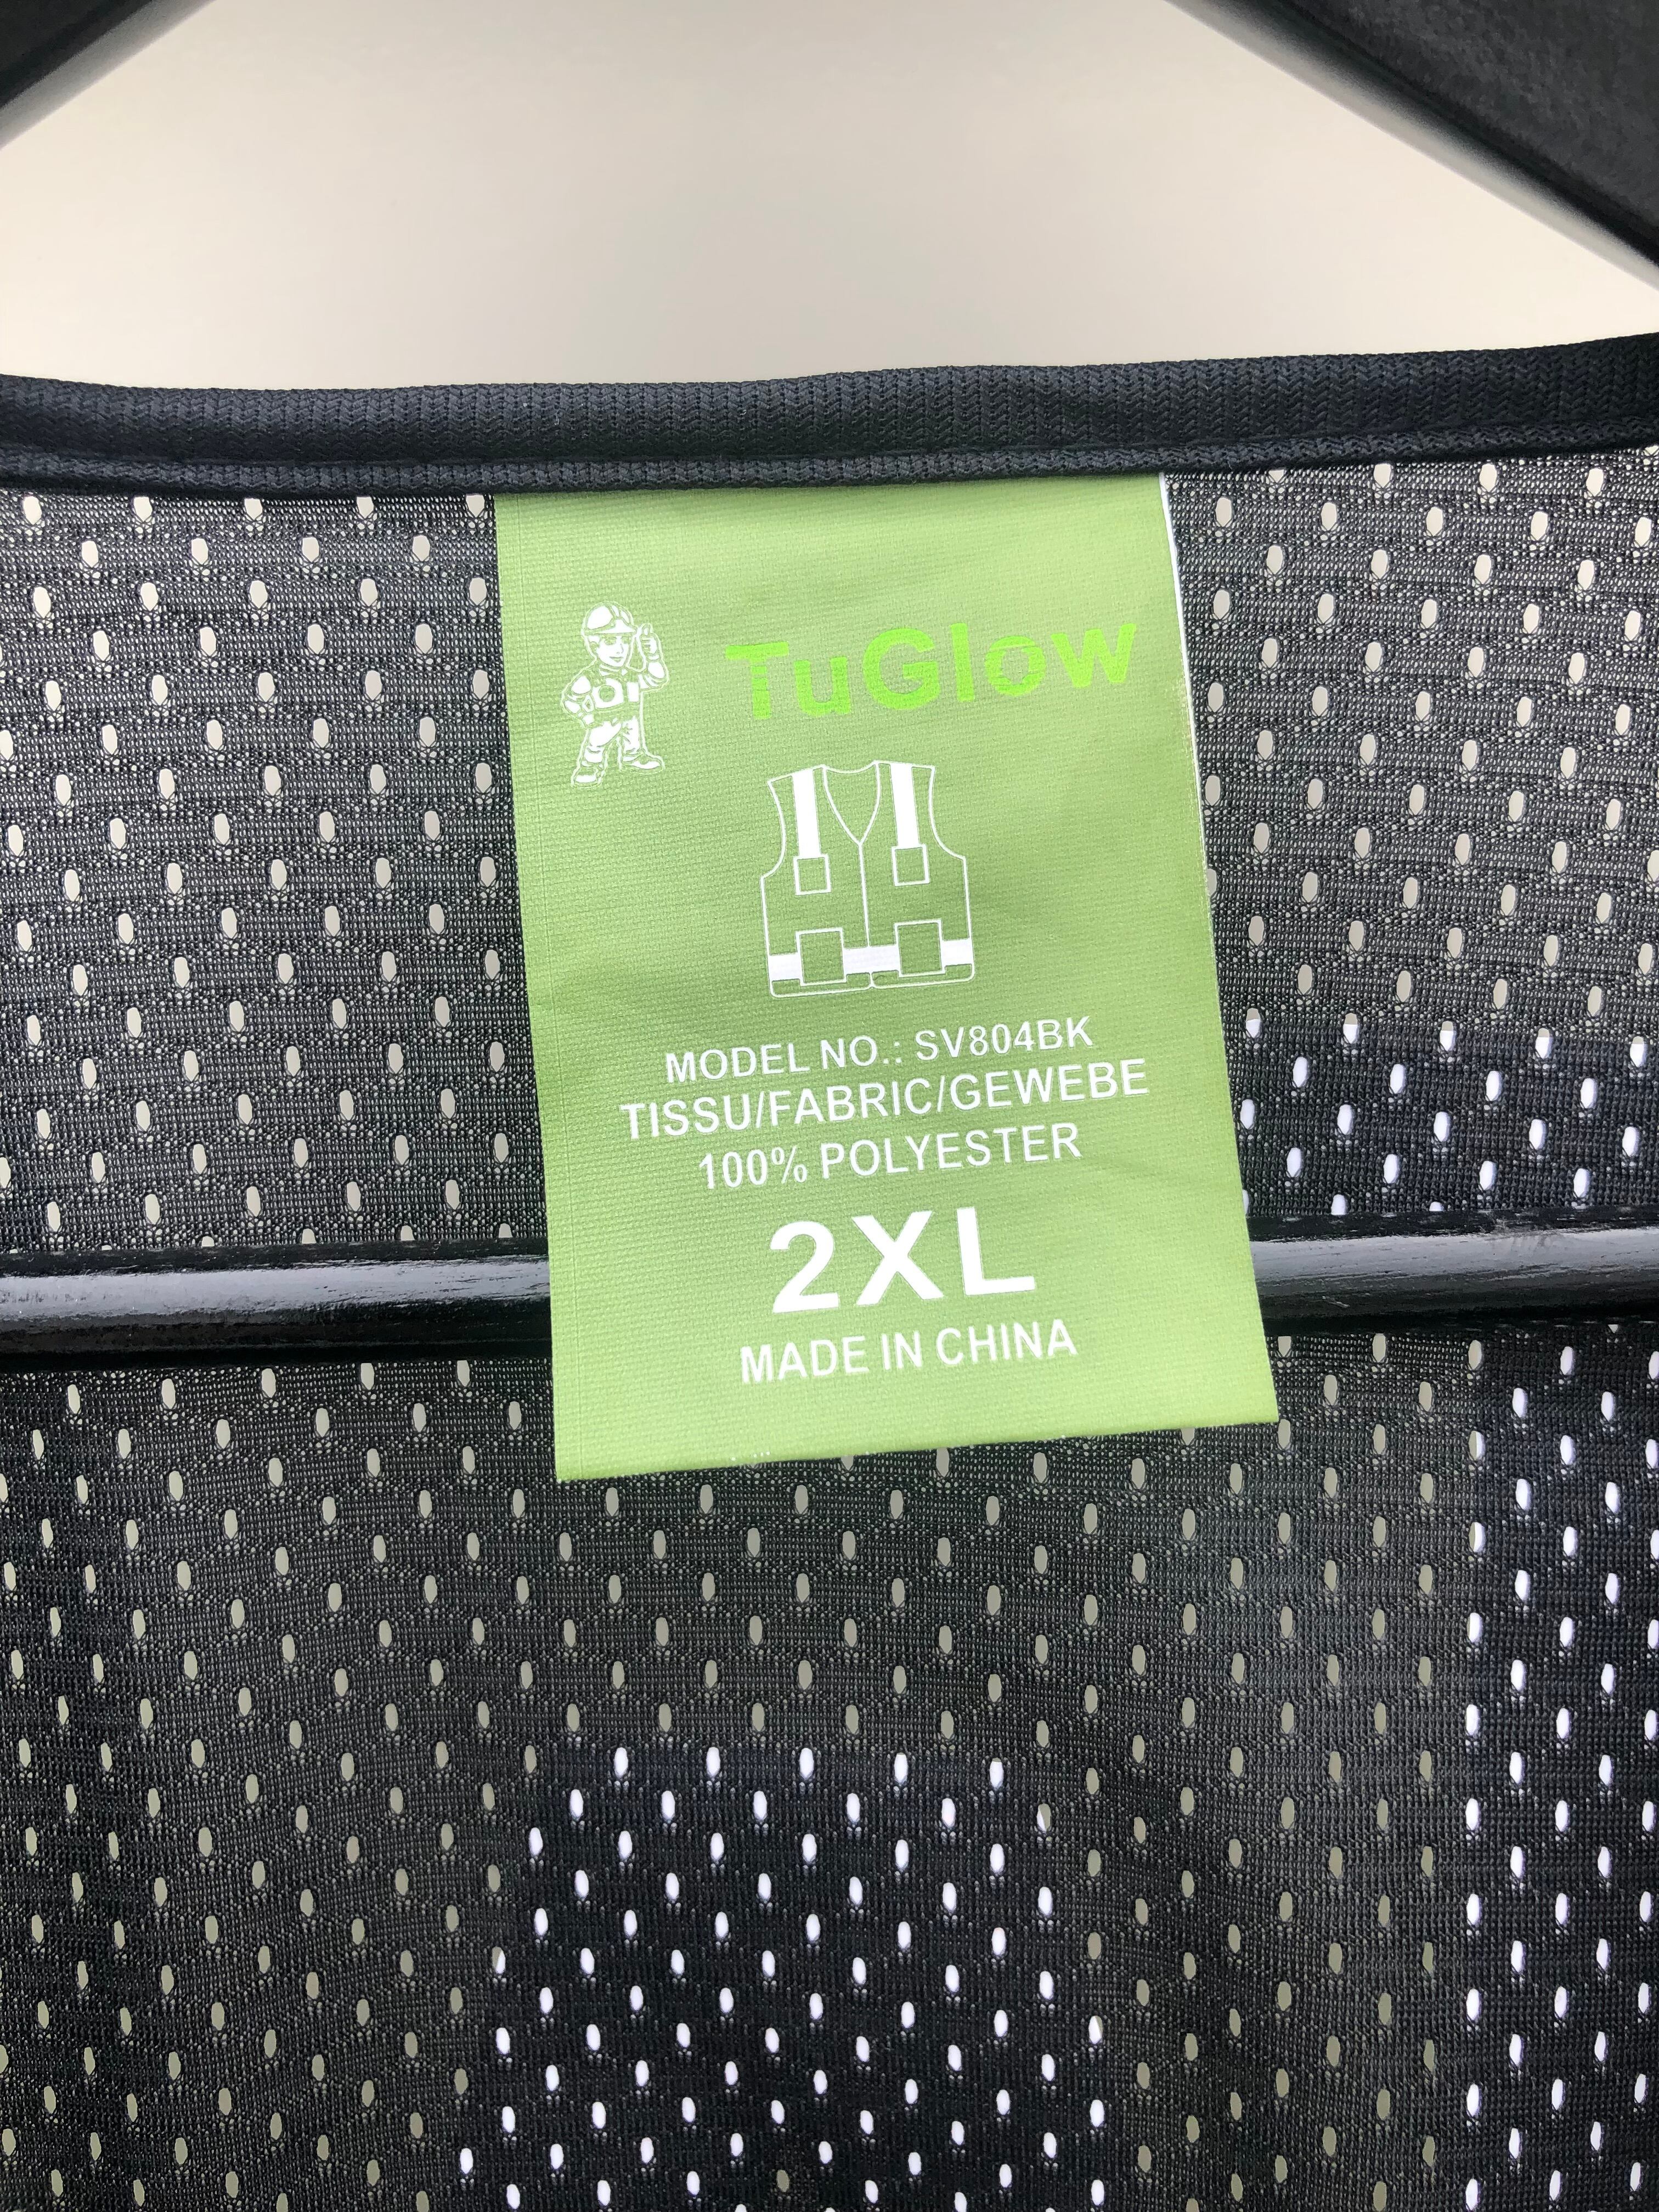 TuGlow
MODEL NO.: SV804BK
TISSU/FABRIC/GEWEBE
100% POLYESTER
2XL
MADE IN CHINA